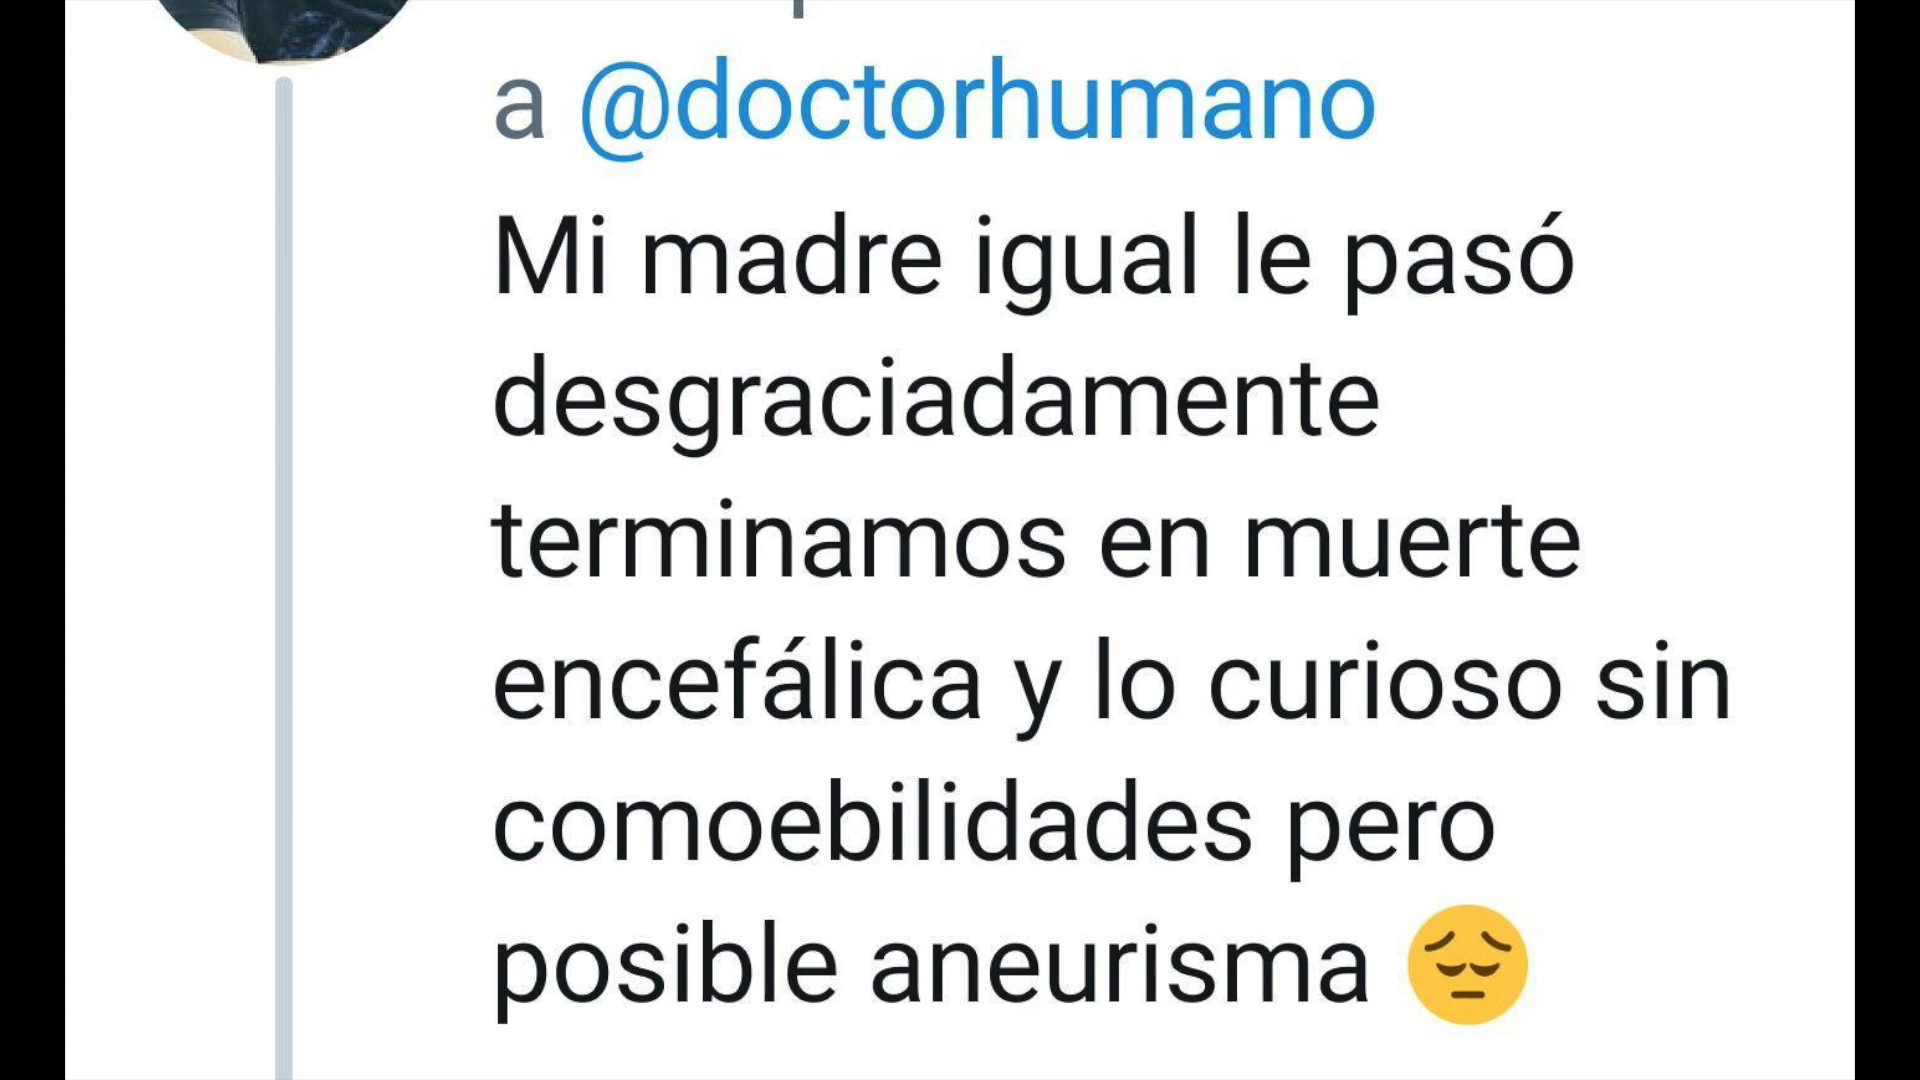 a @doctorhumano
Mi madre igual le pasó
desgraciadamente
terminamos en muerte
encefálica y lo curioso sin
comoebilidades pero
posible aneurisma 😔